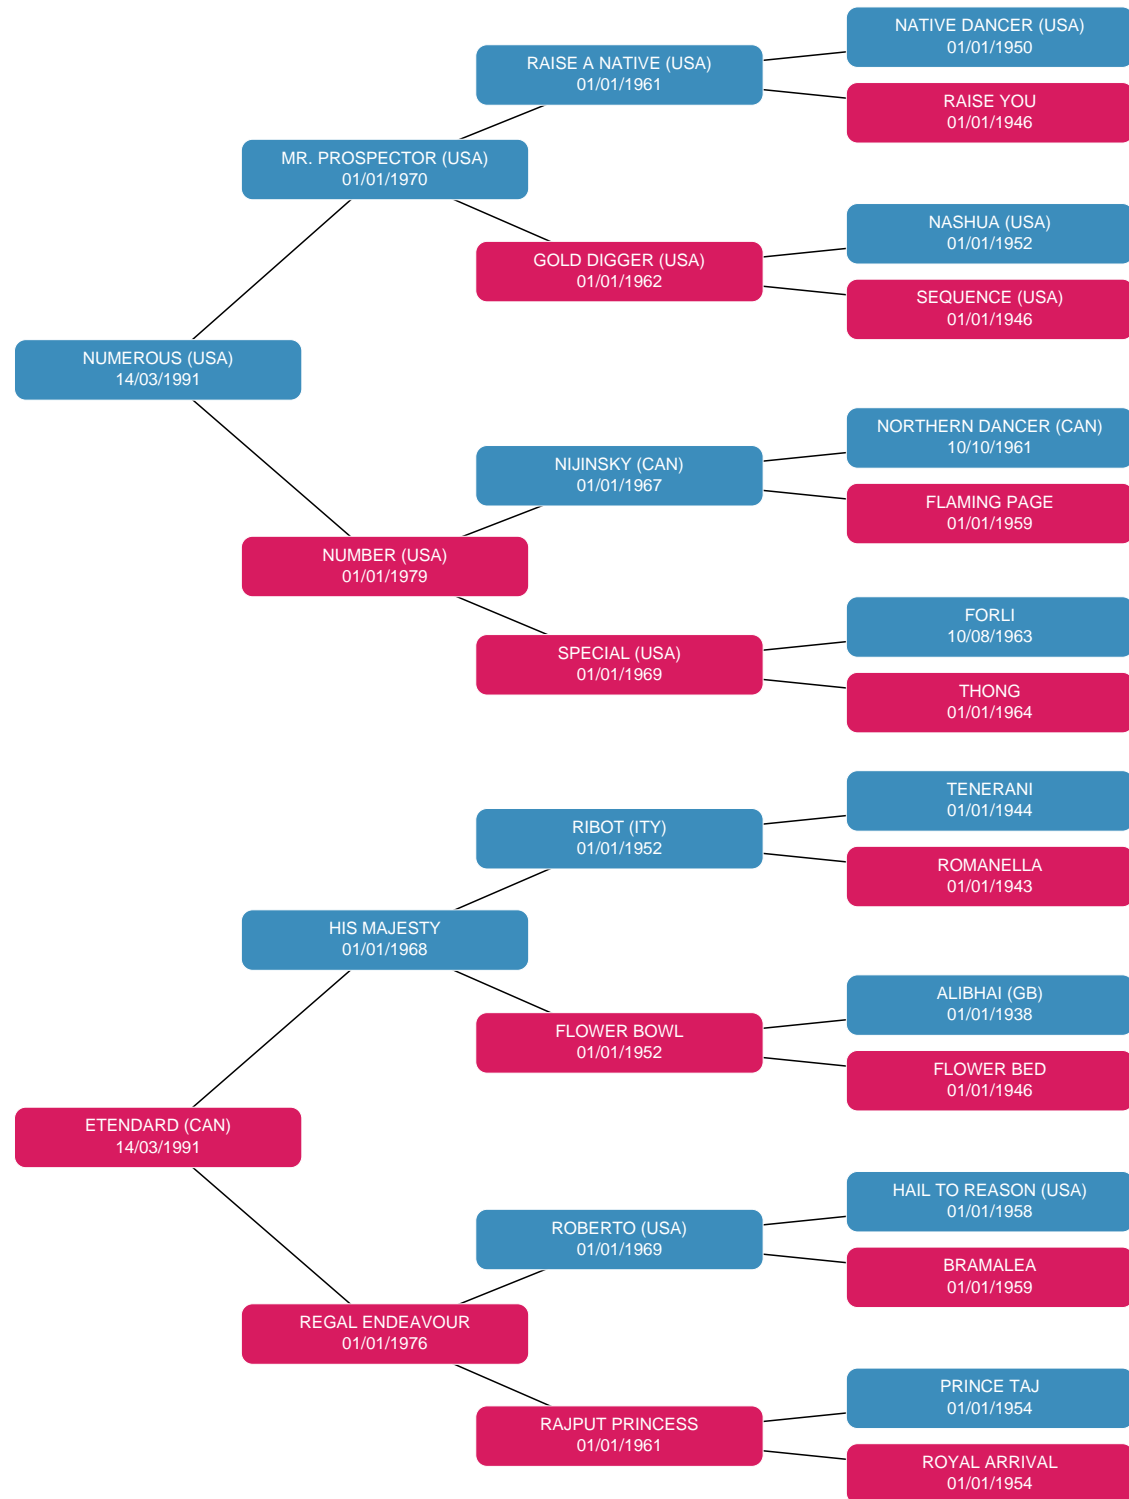 NATIVE DANCER (USA)
01/01/1950
RAISE A NATIVE (USA)
01/01/1961
RAISE YOU
01/01/1946
MR. PROSPECTOR (USA)
01/01/1970
NASHUA (USA)
01/01/1952
GOLD DIGGER (USA)
01/01/1962
SEQUENCE (USA)
01/01/1946
NUMEROUS (USA)
14/03/1991
NORTHERN DANCER (CAN)
10/10/1961
NIJINSKY (CAN)
01/01/1967
FLAMING PAGE
01/01/1959
NUMBER (USA)
01/01/1979
FORLI
10/08/1963
SPECIAL (USA)
01/01/1969
THONG
01/01/1964
TENERANI
01/01/1944
RIBOT (ITY)
01/01/1952
ROMANELLA
01/01/1943
HIS MAJESTY
01/01/1968
ALIBHAI (GB)
01/01/1938
FLOWER BOWL
01/01/1952
FLOWER BED
01/01/1946
ETENDARD (CAN)
14/03/1991
HAIL TO REASON (USA)
01/01/1958
ROBERTO (USA)
01/01/1969
BRAMALEA
01/01/1959
REGAL ENDEAVOUR
01/01/1976
PRINCE TAJ
01/01/1954
RAJPUT PRINCESS
01/01/1961
ROYAL ARRIVAL
01/01/1954